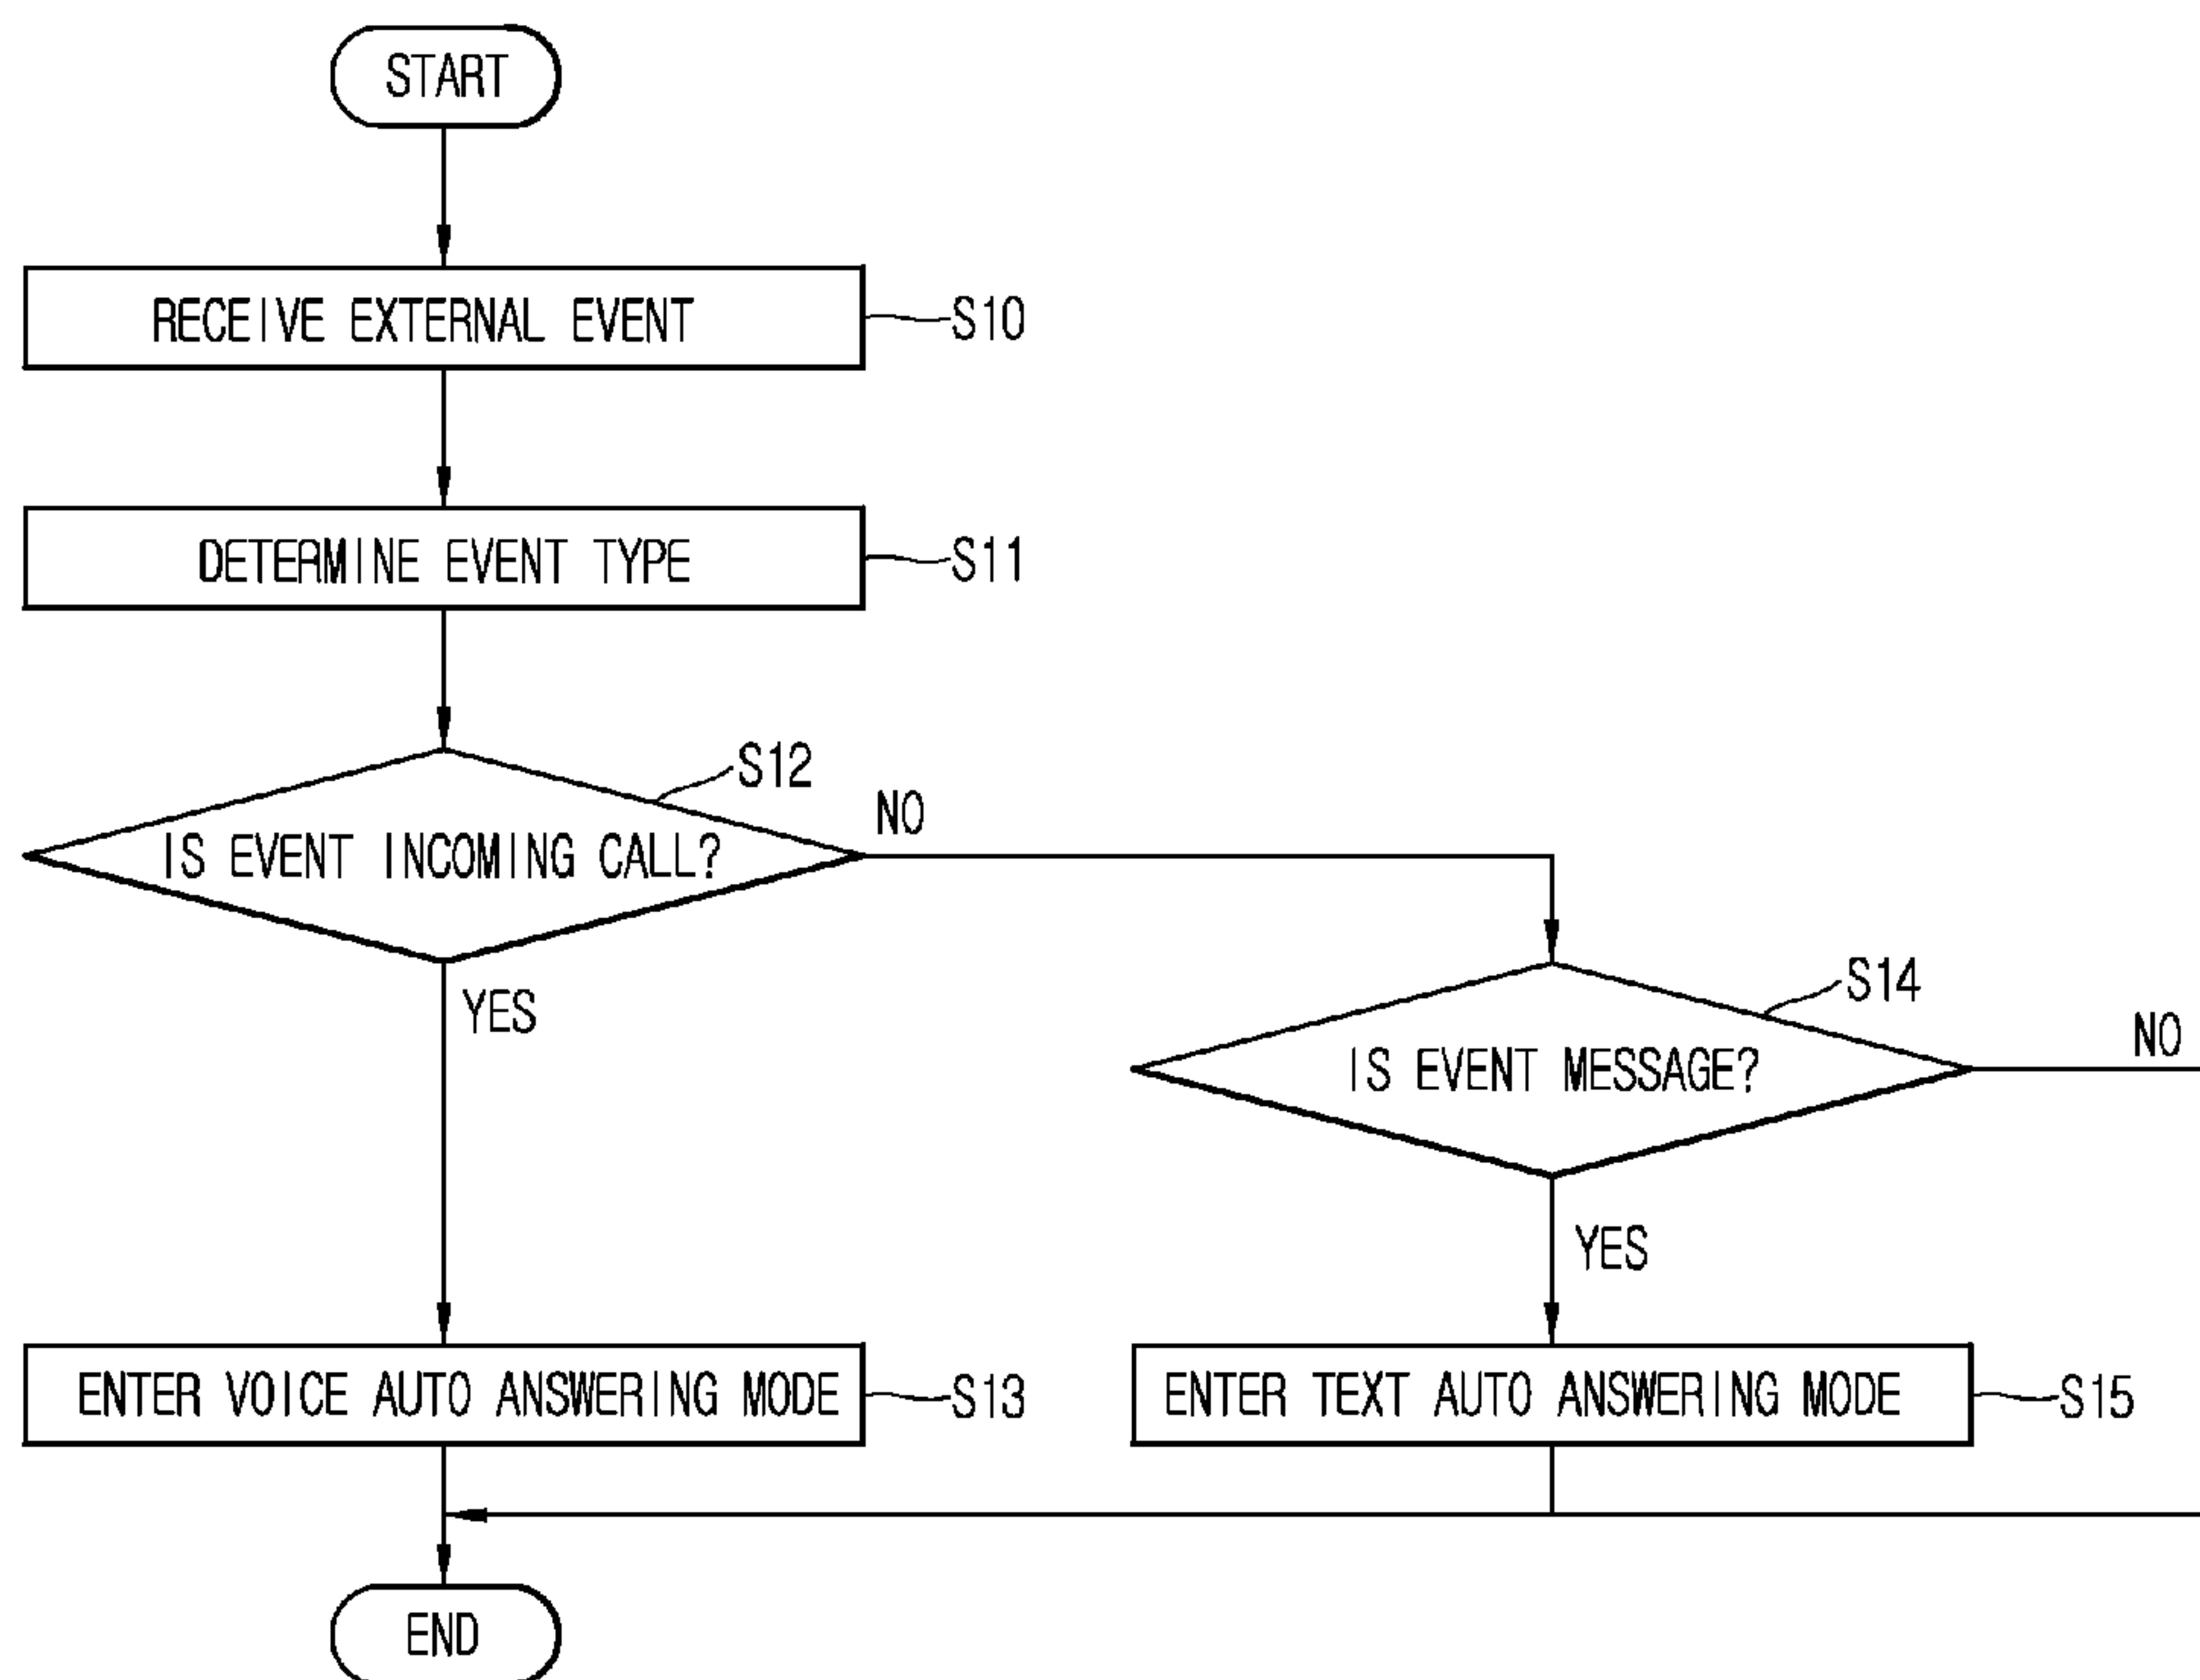 START
RECEIVE EXTERNAL EVENT
S10
DETERMINE EVENT TYPE
S11
S12
IS EVENT INCOMING CALL?
NO
YES
S14
IS EVENT MESSAGE?
NO
YES
ENTER VOICE AUTO ANSWERING MODE
S13
ENTER TEXT AUTO ANSWERING MODE
S15
END